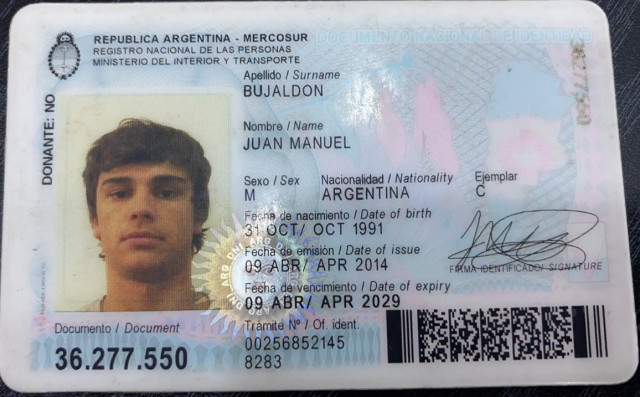 REPUBLICA ARGENTINA - MERCOSUR
REGISTRO NACIONAL DE LAS PERSONAS
MINISTERIO DEL INTERIOR Y TRANSPORTE
DOCUMENTO NACIONAL DE IDENTIDAD
Apellido / Surname
BUJALDON
Nombre / Name
JUAN MANUEL
Sexo / Sex Nacionalidad / Nationality Ejemplar
M ARGENTINA C
Fecha de nacimiento / Date of birth
31 OCT/ OCT 1991
Fecha de emisión / Date of issue
09 ABR/ APR 2014
FIRMA IDENTIFICADO/ SIGNATURE
Fecha de vencimiento / Date of expiry
09 ABR/ APR 2029
Documento / Document
36.277.550
Trámite Nº / Of. ident.
00256852145
8283
DONANTE: NO